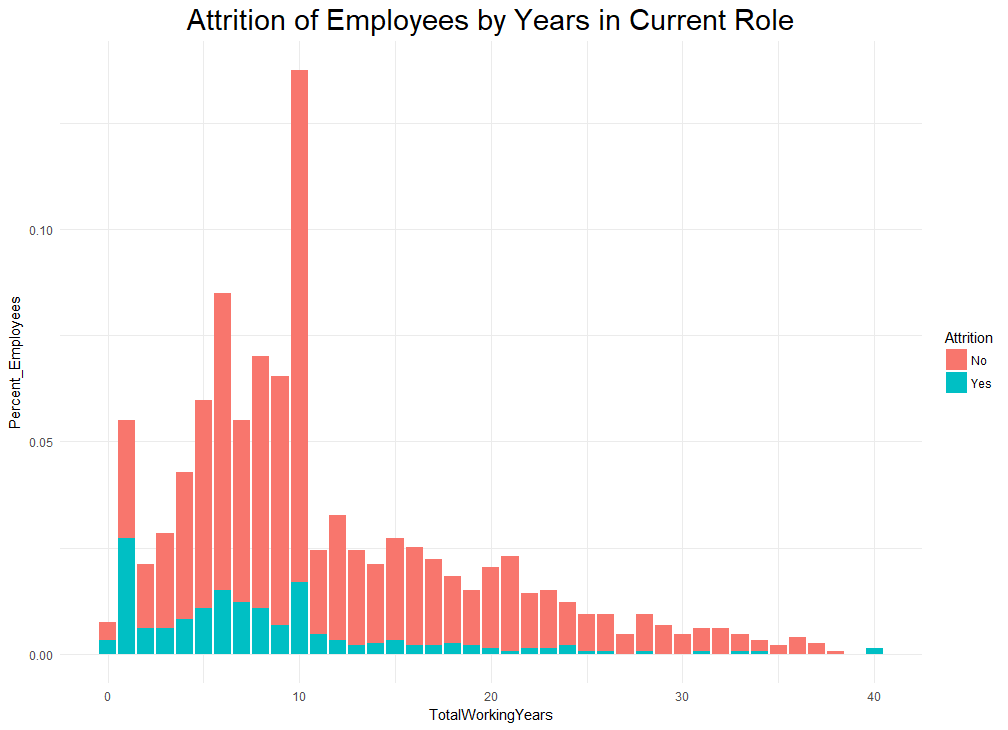 Attrition of Employees by Years in Current Role
Percent_Employees
0.10
0.05
0.00
0 10 20 30 40
TotalWorkingYears
Attrition
No
Yes